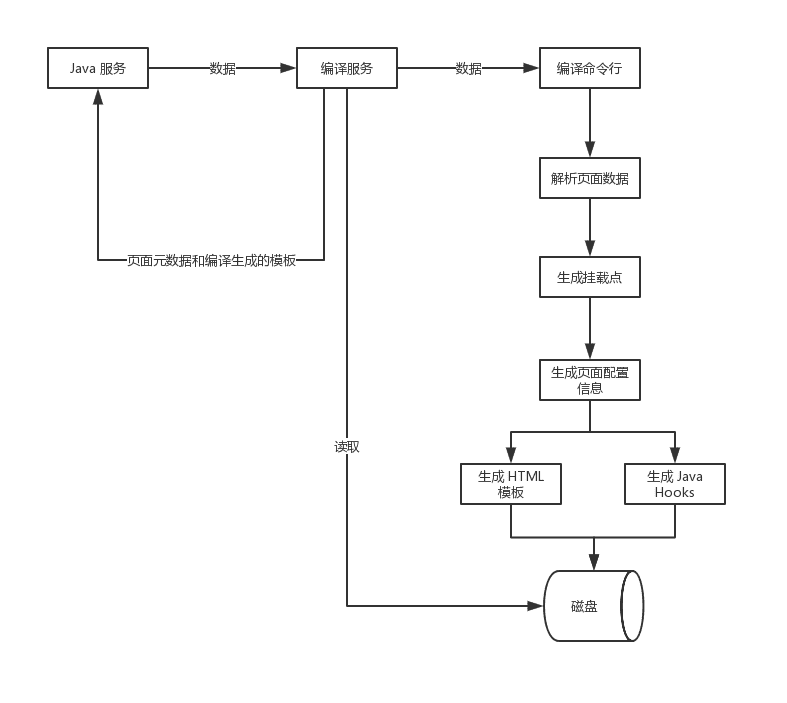 Java 服务
数据
编译服务
数据
编译命令行
解析页面数据
页面元数据和编译生成的模板
生成挂载点
生成页面配置
信息
读取
生成 HTML
模板
生成 Java
Hooks
磁盘